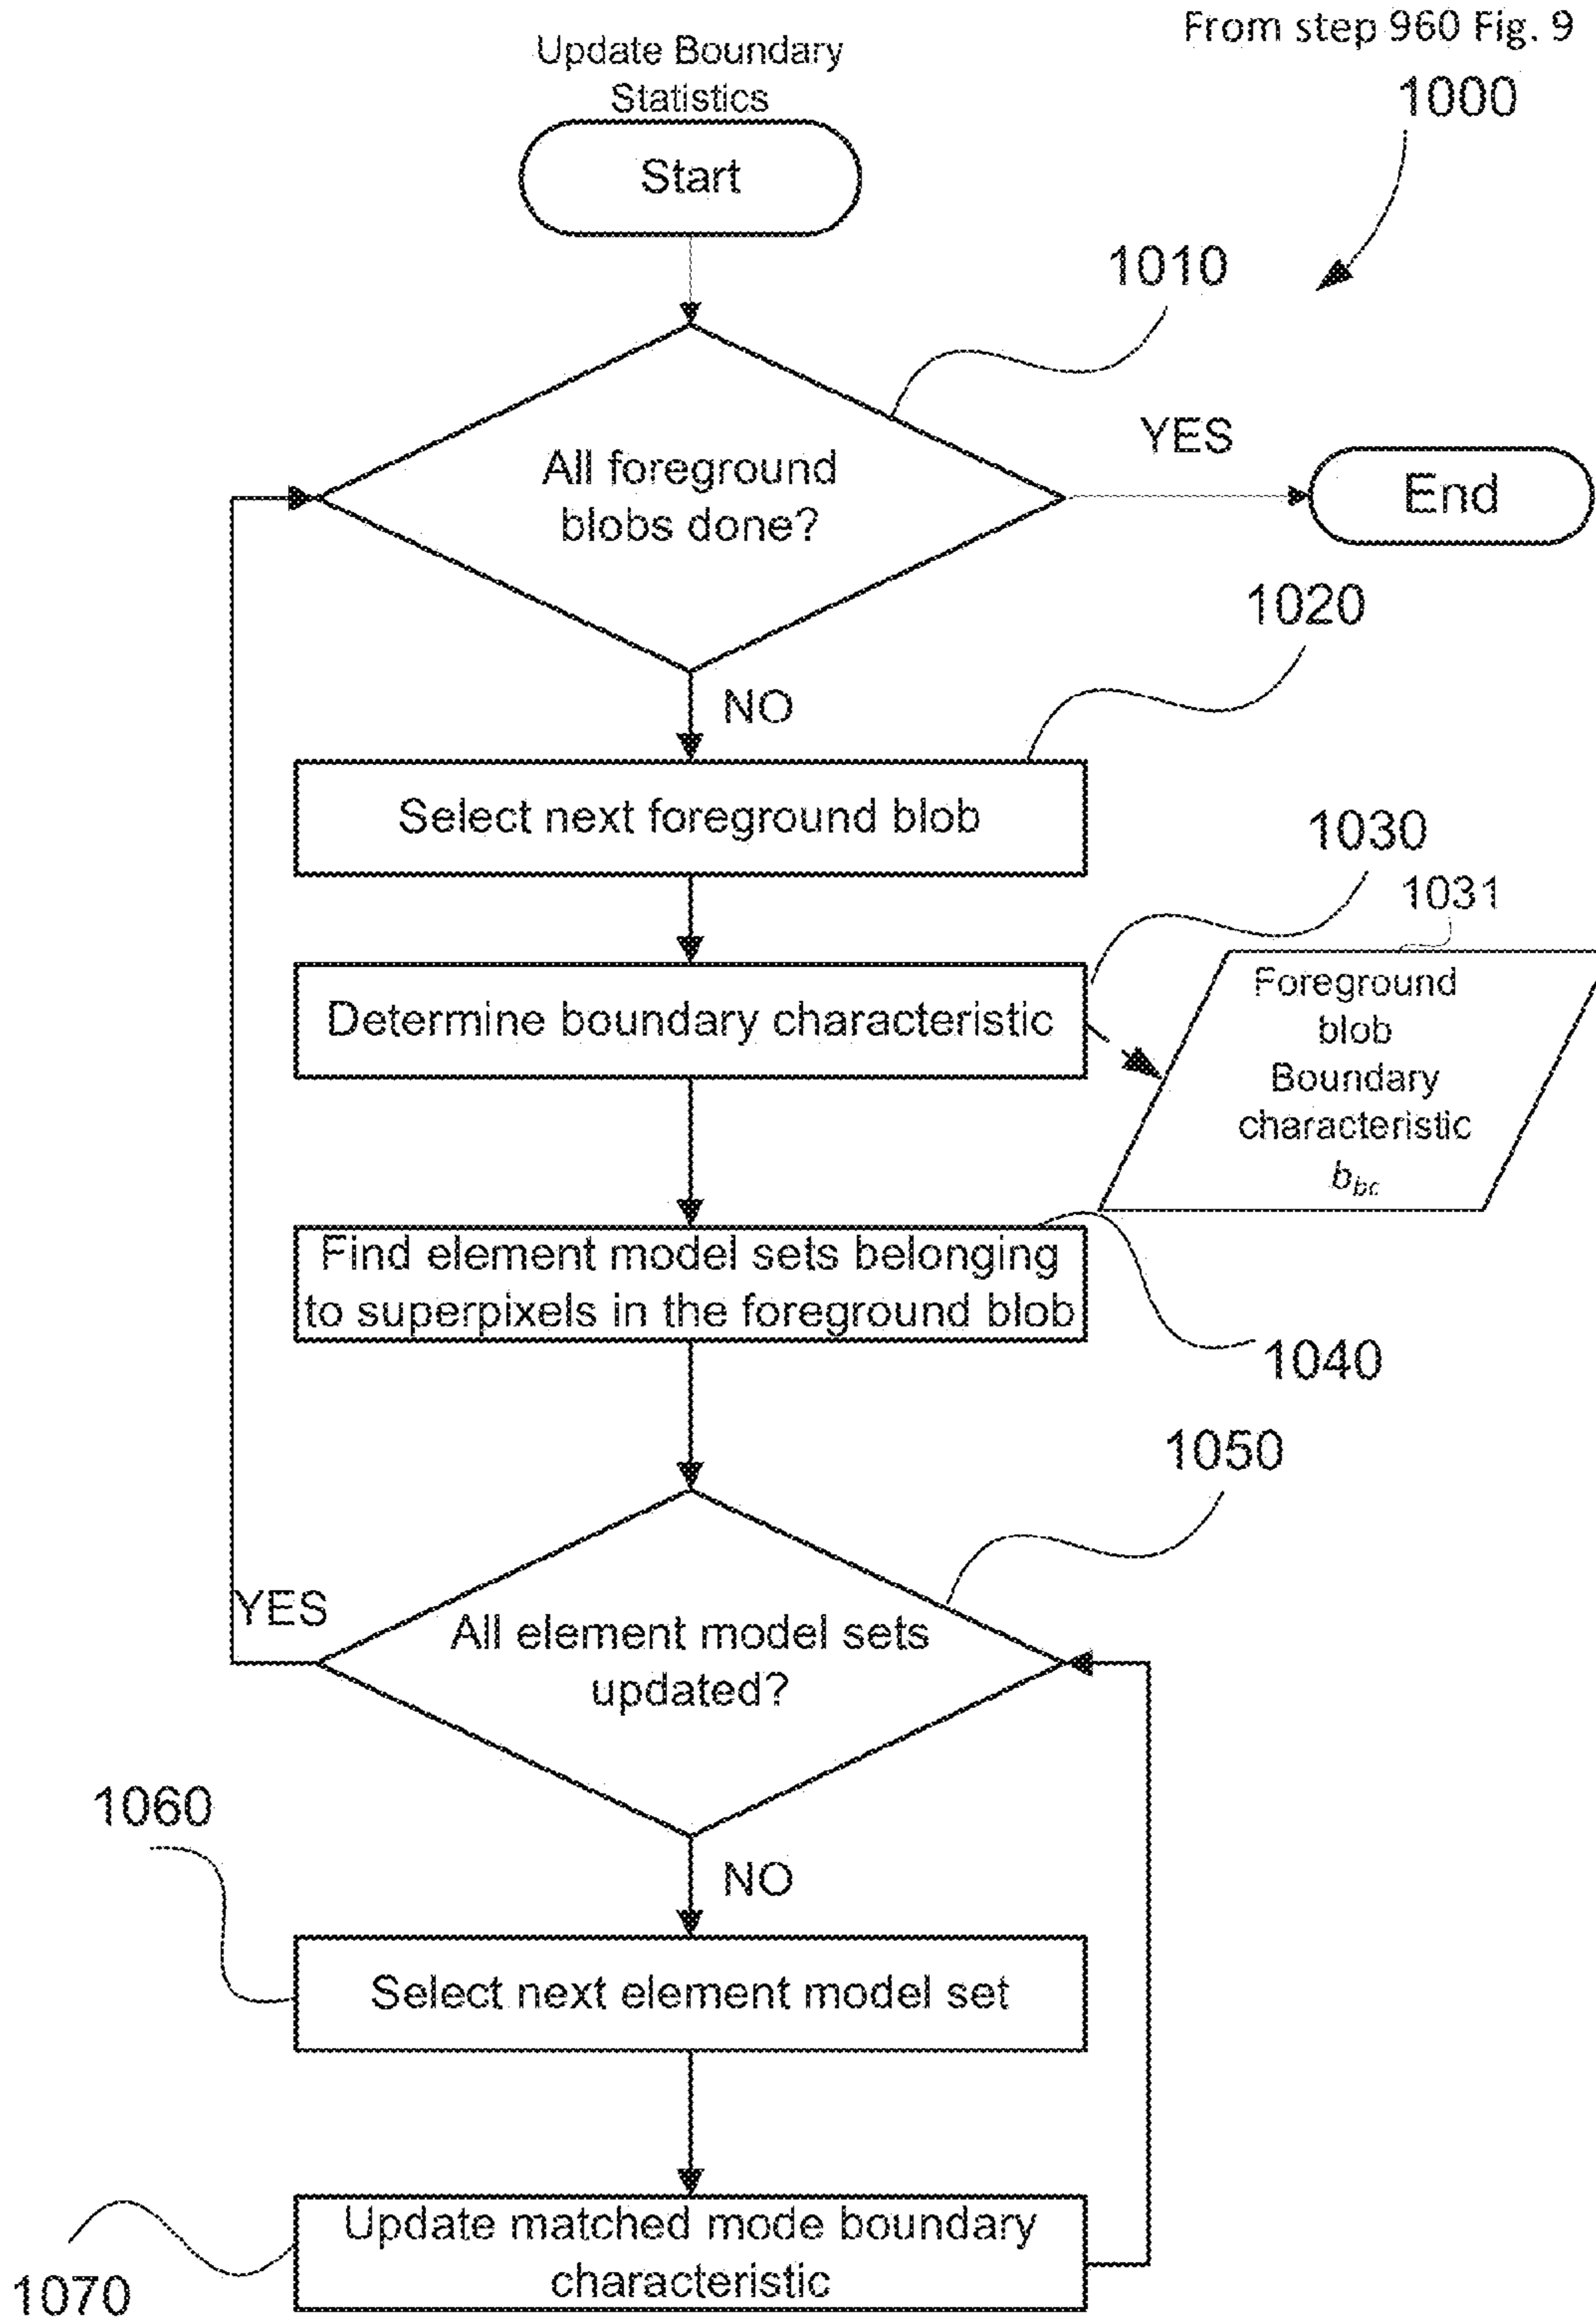 From step 960 Fig. 9
1000
Update Boundary
Statistics
Start
1010
All foreground
blobs done?
YES
End
NO
1020
Select next foreground blob
1030
1031
Determine boundary characteristic
Foreground
blob
Boundary
characteristic
b_bc
Find element model sets belonging
to superpixels in the foreground blob
1040
1050
All element model sets
updated?
YES
NO
1060
Select next element model set
Update matched mode boundary
characteristic
1070